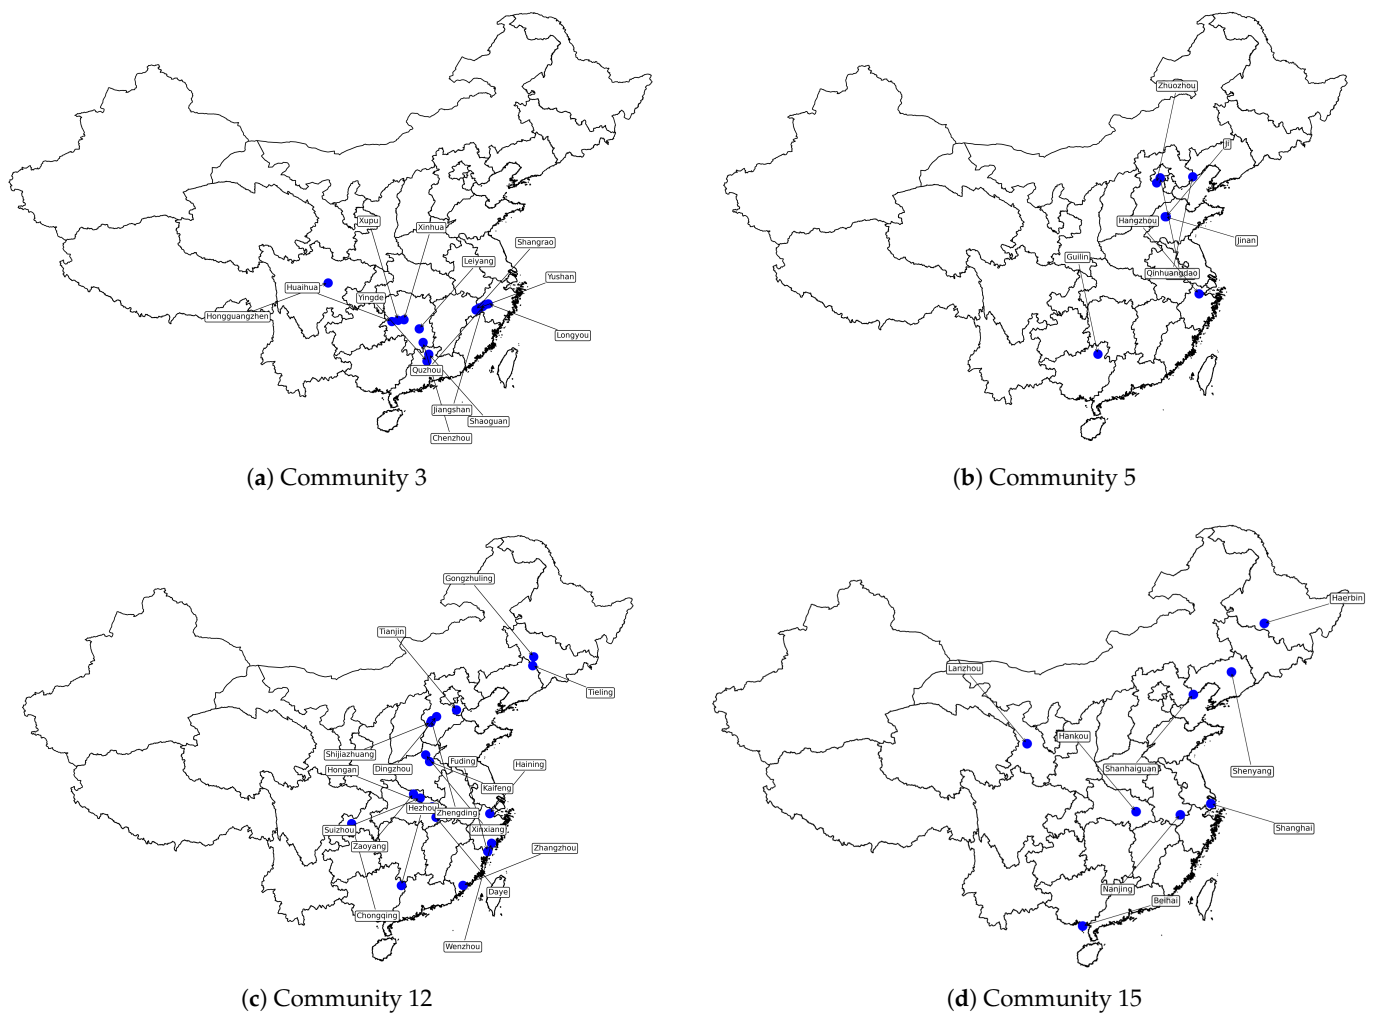 Zhuozhou
Ji
Xupu
Xinhua
Hangzhou
Shangrao
Jinan
Leiyang
Guilin
Yushan
Qinhuangdao
Huaihua
Yingde
Hongguangzhen
Longyou
Quzhou
Jiangshan
Shaoguan
Chenzhou
(a) Community 3
(b) Community 5
Gongzhuling
Haerbin
Tianjin
Lanzhou
Tieling
Hankou
Shijiazhuang
Fuding
Haining
Hongan
Dingzhou
Shanhaiguan
Shenyang
Kaifeng
Hezhou
Zhengding
Suizhou
Xinxiang
Shanghai
Zaoyang
Zhangzhou
Daye
Nanjing
Beihai
Chongqing
Wenzhou
(c) Community 12
(d) Community 15